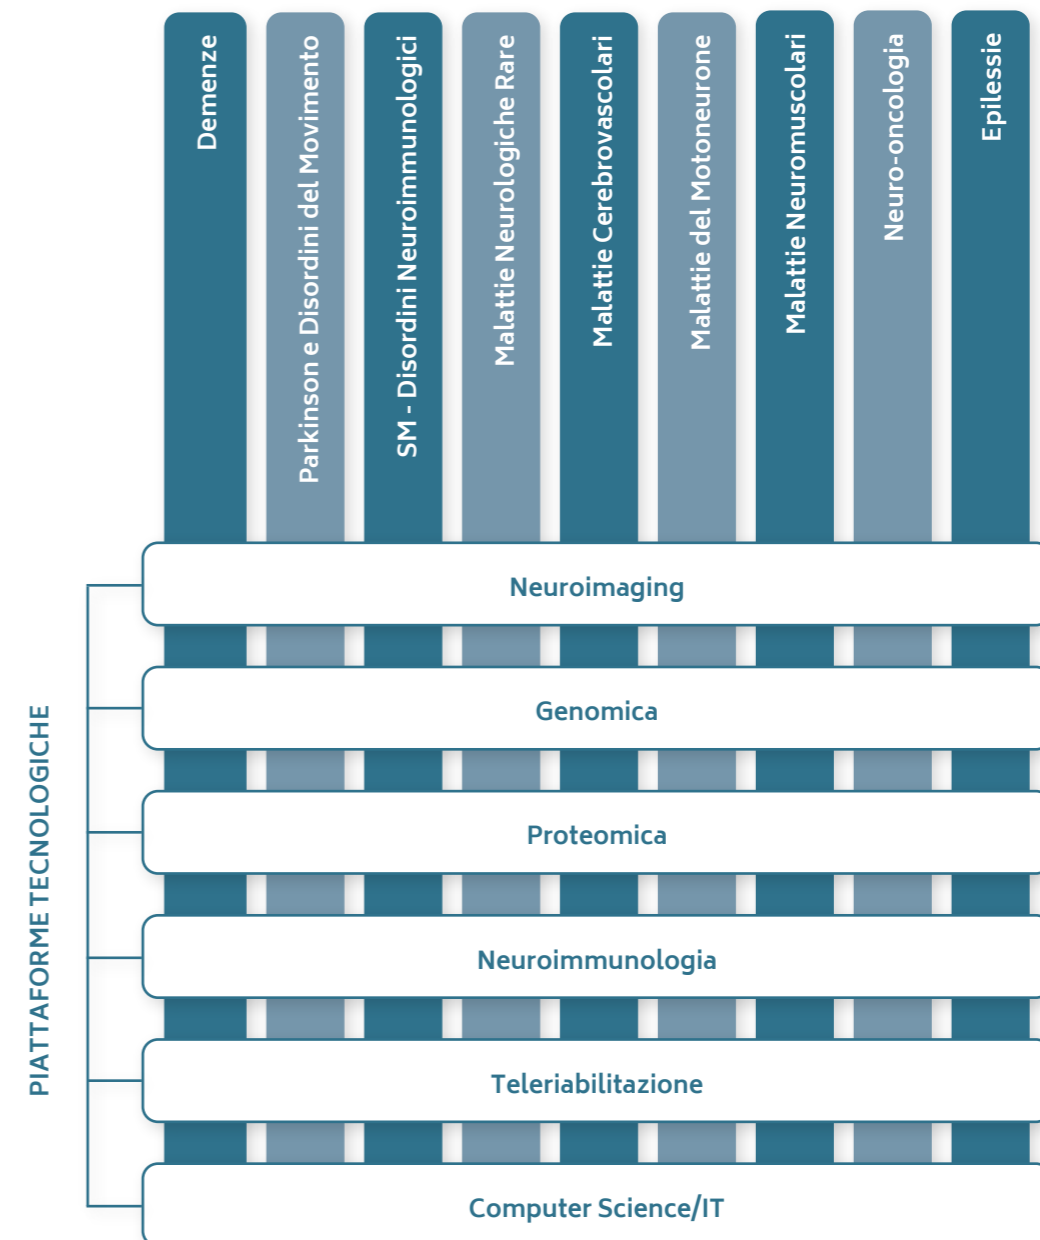 Demenze
Parkinson e Disordini del Movimento
SM - Disordini Neuroimmunologici
Malattie Neurologiche Rare
Malattie Cerebrovascolari
Malattie del Motoneurone
Malattie Neuromuscolari
Neuro-oncologia
Epilessie
PIATTAFORME TECNOLOGICHE
Neuroimaging
Genomica
Proteomica
Neuroimmunologia
Teleriabilitazione
Computer Science/IT